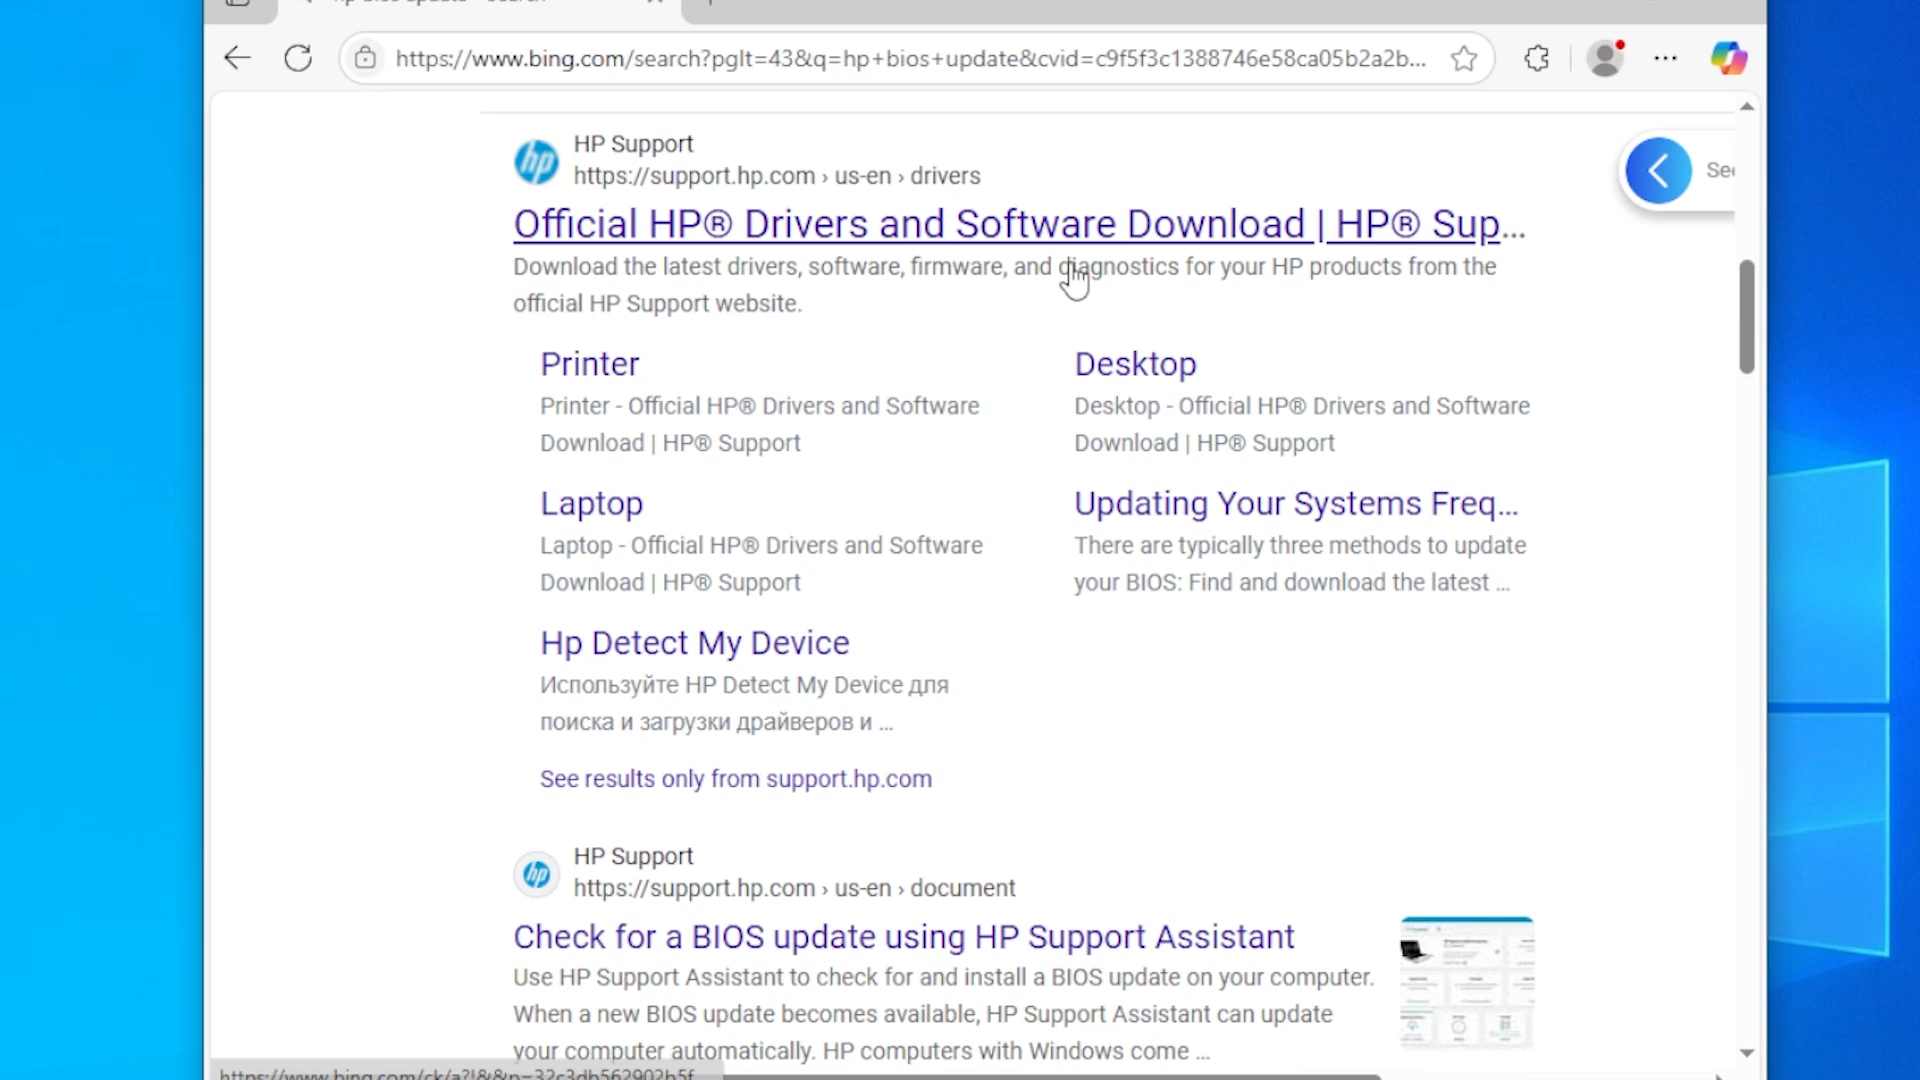 https://www.bing.com/search?pglt=43&q=hp+bios+update&cvid=c9f5f3c1388746e58ca05b2a2b...
HP Support
https://support.hp.com › us-en › drivers
See
Official HP® Drivers and Software Download | HP® Sup...
Download the latest drivers, software, firmware, and diagnostics for your HP products from the
official HP Support website.
Printer
Printer - Official HP® Drivers and Software
Download | HP® Support
Desktop
Desktop - Official HP® Drivers and Software
Download | HP® Support
Laptop
Laptop - Official HP® Drivers and Software
Download | HP® Support
Updating Your Systems Freq...
There are typically three methods to update
your BIOS: Find and download the latest ...
Hp Detect My Device
Используйте HP Detect My Device для
поиска и загрузки драйверов и ...
See results only from support.hp.com
HP Support
https://support.hp.com › us-en › document
Check for a BIOS update using HP Support Assistant
Use HP Support Assistant to check for and install a BIOS update on your computer.
When a new BIOS update becomes available, HP Support Assistant can update
your computer automatically. HP computers with Windows come ...